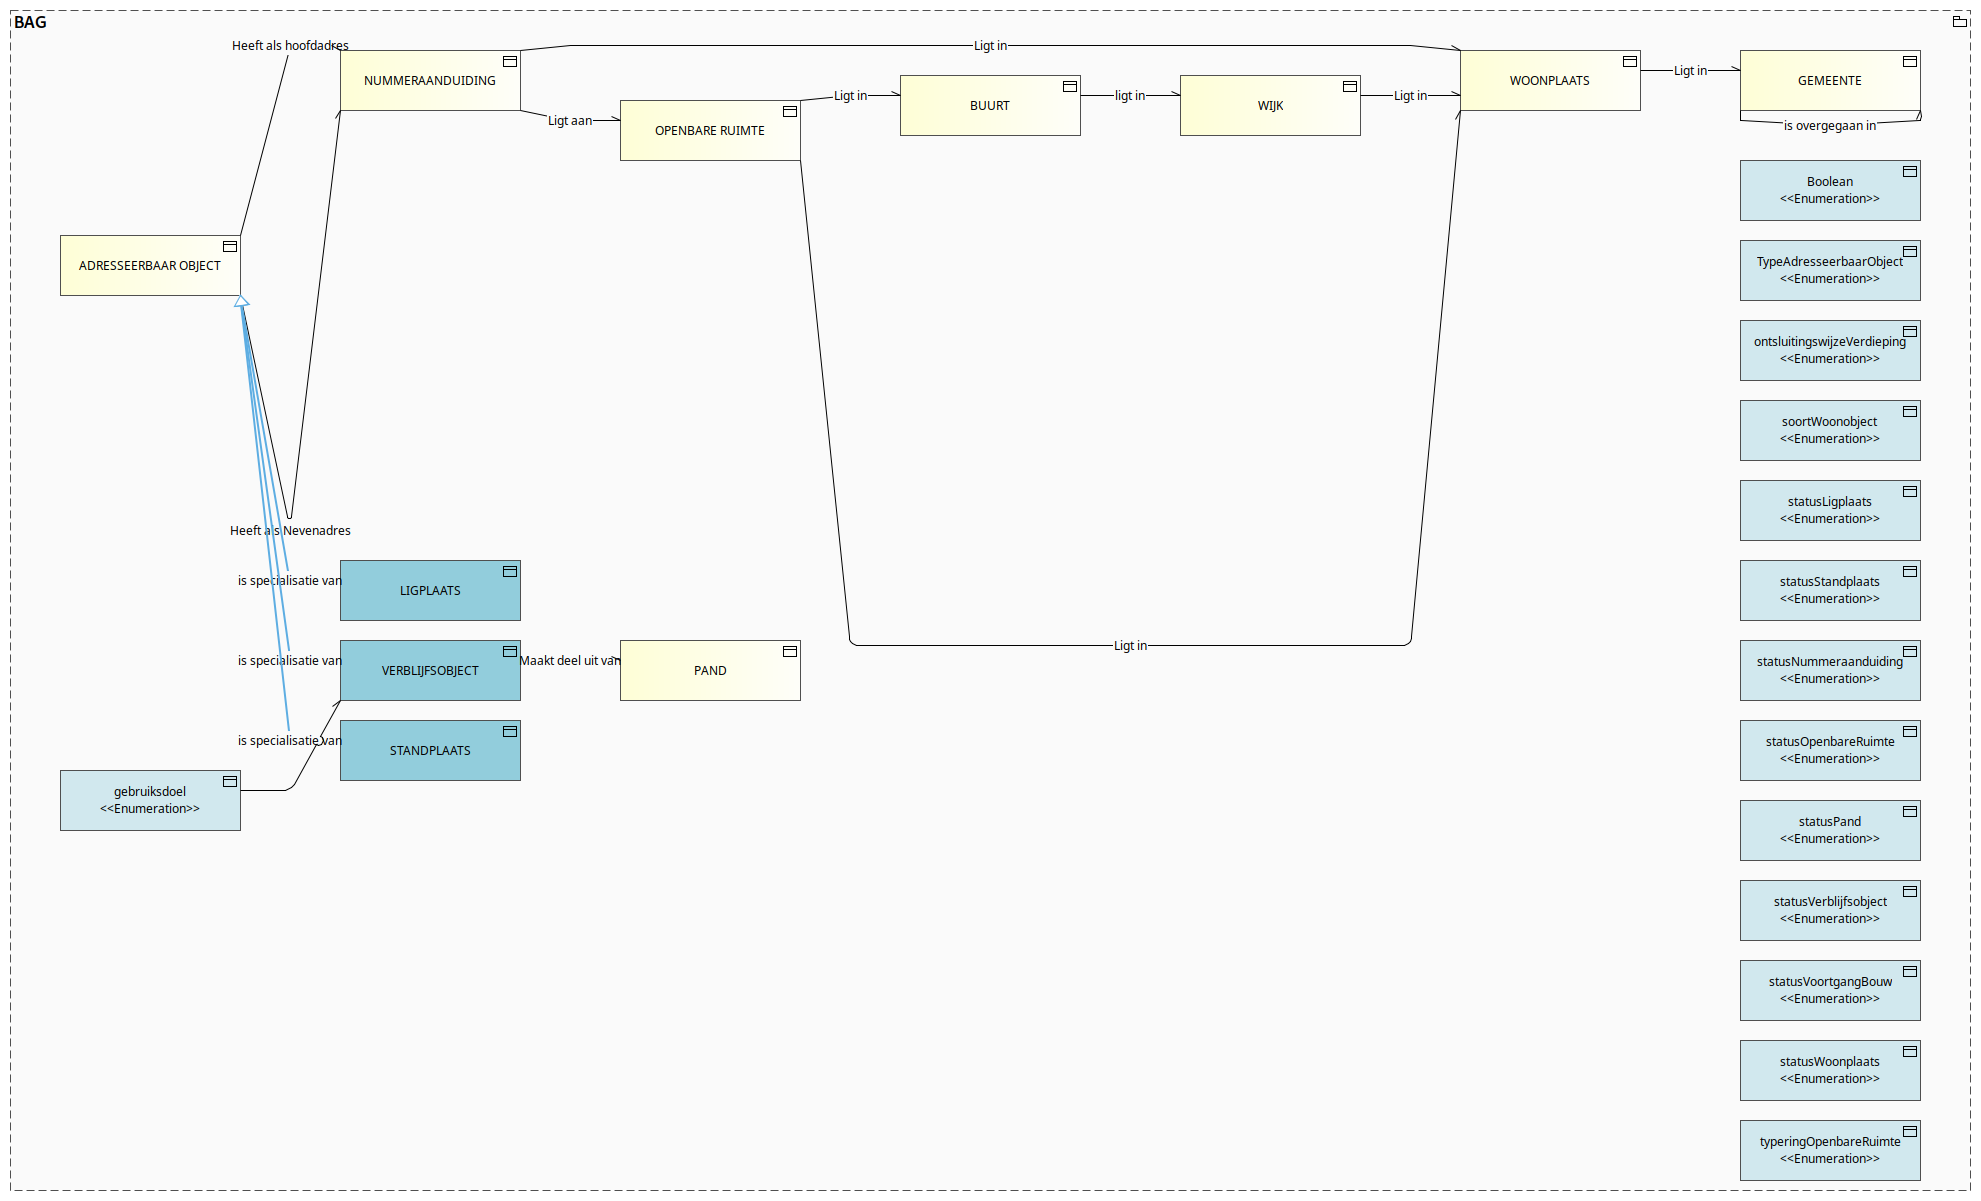 BAG
Heeft als hoofdadres
NUMMERAANDUIDING
Ligt in
WOONPLAATS
Ligt in
GEMEENTE
is overgegaan in
Ligt aan
OPENBARE RUIMTE
Ligt in
BUURT
ligt in
WIJK
Ligt in
Boolean
<<Enumeration>>
ADRESSEERBAAR OBJECT
TypeAdresseerbaarObject
<<Enumeration>>
ontsluitingswijzeVerdieping
<<Enumeration>>
soortWoonobject
<<Enumeration>>
statusLigplaats
<<Enumeration>>
Heeft als Nevenadres
is specialisatie van
LIGPLAATS
statusStandplaats
<<Enumeration>>
Ligt in
is specialisatie van
VERBLIJFSOBJECT
Maakt deel uit van
PAND
statusNummeraanduiding
<<Enumeration>>
is specialisatie van
STANDPLAATS
statusOpenbareRuimte
<<Enumeration>>
gebruiksdoel
<<Enumeration>>
statusPand
<<Enumeration>>
statusVerblijfsobject
<<Enumeration>>
statusVoortgangBouw
<<Enumeration>>
statusWoonplaats
<<Enumeration>>
typeringOpenbareRuimte
<<Enumeration>>